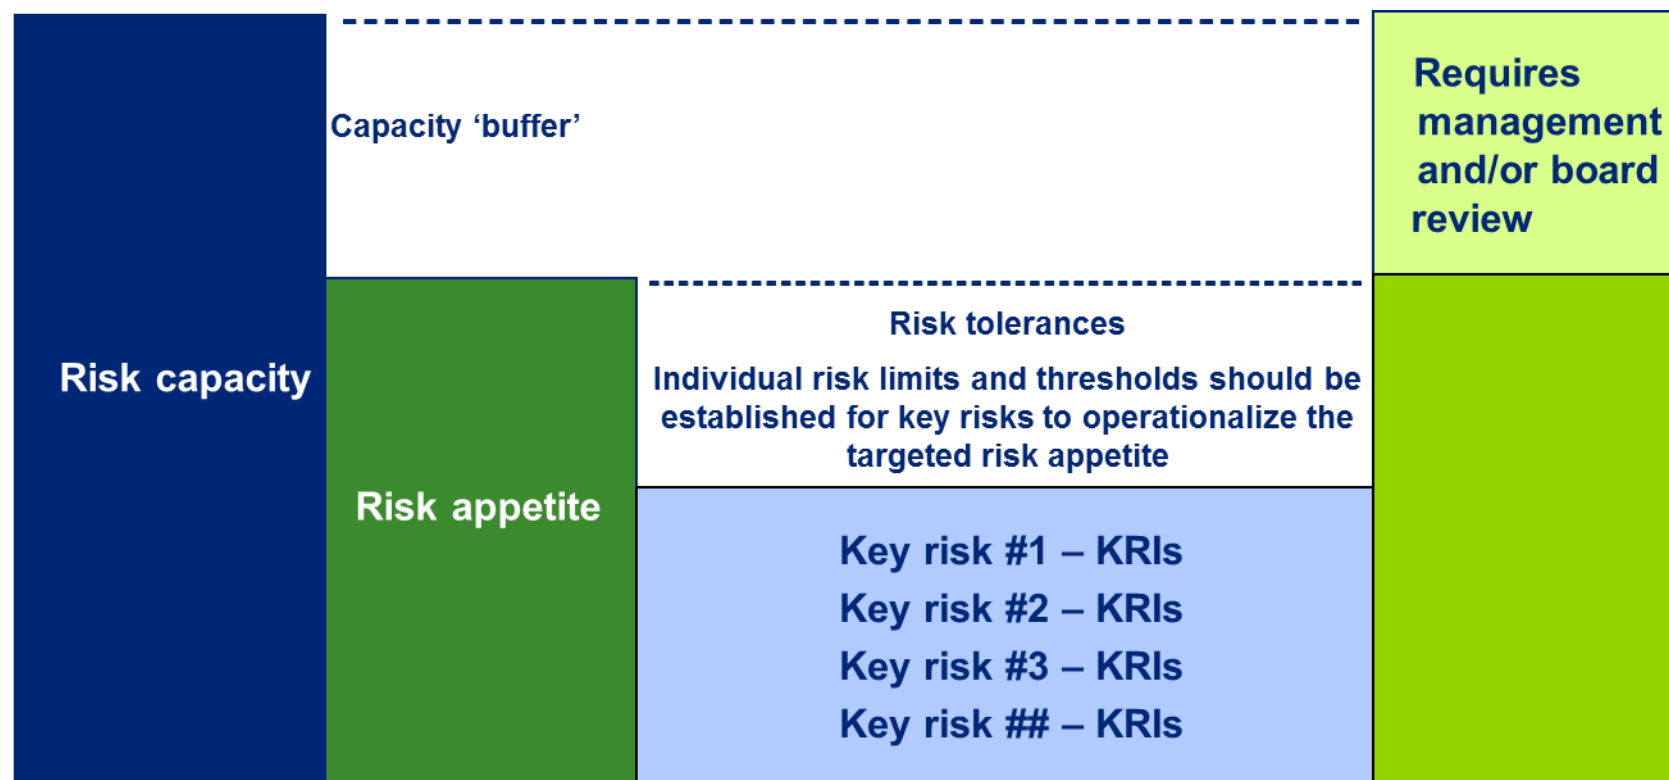 Requires
management
and/or board
review
Capacity ‘buffer’
Risk tolerances
Individual risk limits and thresholds should be
established for key risks to operationalize the
targeted risk appetite
Risk capacity
Risk appetite
Key risk #1 – KRIs
Key risk #2 – KRIs
Key risk #3 – KRIs
Key risk ## – KRIs